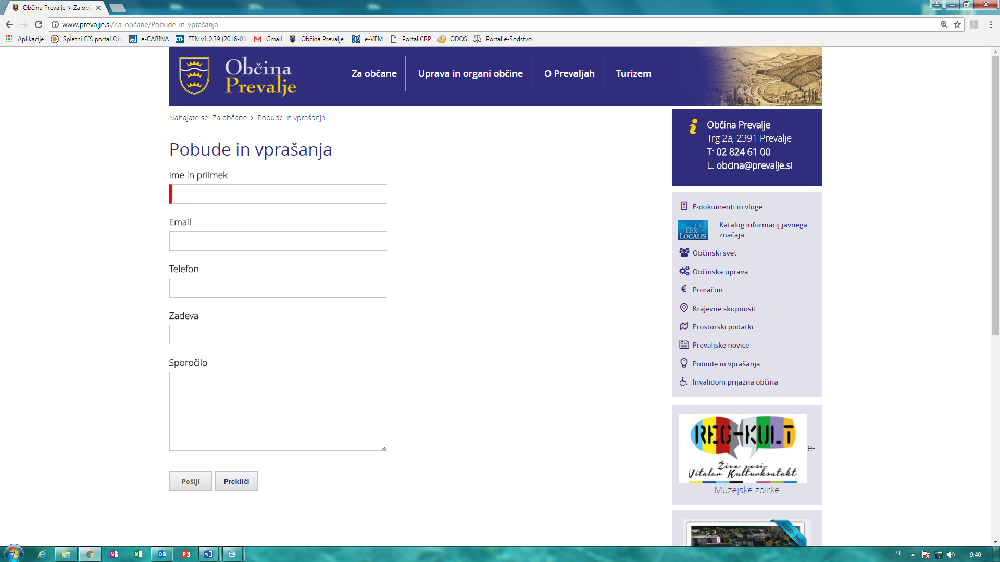 Občina Prevalje > Za obč
www.prevalje.si/Za-občane/Pobude-in-vprašanja
Aplikacije
Spletni GIS portal Ob
e-CARINA
ETN v1.0.39 (2016-03
Gmail
Občina Prevalje
e-VEM
Portal CRP
ODOS
Portal e-Sodstvo
Občina
Prevalje
Za občane
Uprava in organi občine
O Prevaljah
Turizem
Nahajate se: Za občane > Pobude in vprašanja
Pobude in vprašanja
Ime in priimek
Email
Telefon
Zadeva
Sporočilo
Pošlji
Prekliči
Občina Prevalje
Trg 2a, 2391 Prevalje
T: 02 824 61 00
E: obcina@prevalje.si
E-dokumenti in vloge
LEX
LOCALIS
Katalog informacij javnega
značaja
Občinski svet
Občinska uprava
Proračun
Krajevne skupnosti
Prostorski podatki
Prevaljske novice
Pobude in vprašanja
Invalidom prijazna občina
REG-KULT
Žive vezi-
Vitaler Kulturkontakt
e-
Muzejske zbirke
NOVO - 360°
SL
9:40